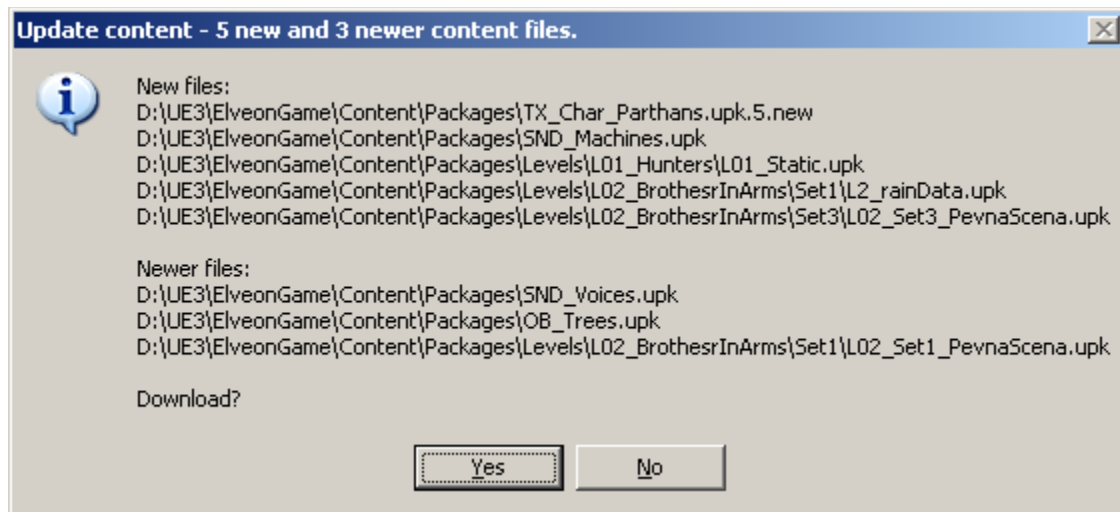 Update content - 5 new and 3 newer content files.
New files:
D:\UE3\ElveonGame\Content\Packages\TX_Char_Parthans.upk.5.new
D:\UE3\ElveonGame\Content\Packages\SND_Machines.upk
D:\UE3\ElveonGame\Content\Packages\Levels\L01_Hunters\L01_Static.upk
D:\UE3\ElveonGame\Content\Packages\Levels\L02_BrothesrInArms\Set1\L2_rainData.upk
D:\UE3\ElveonGame\Content\Packages\Levels\L02_BrothesrInArms\Set3\L02_Set3_PevnaScena.upk
Newer files:
D:\UE3\ElveonGame\Content\Packages\SND_Voices.upk
D:\UE3\ElveonGame\Content\Packages\OB_Trees.upk
D:\UE3\ElveonGame\Content\Packages\Levels\L02_BrothesrInArms\Set1\L02_Set1_PevnaScena.upk
Download?
Yes No